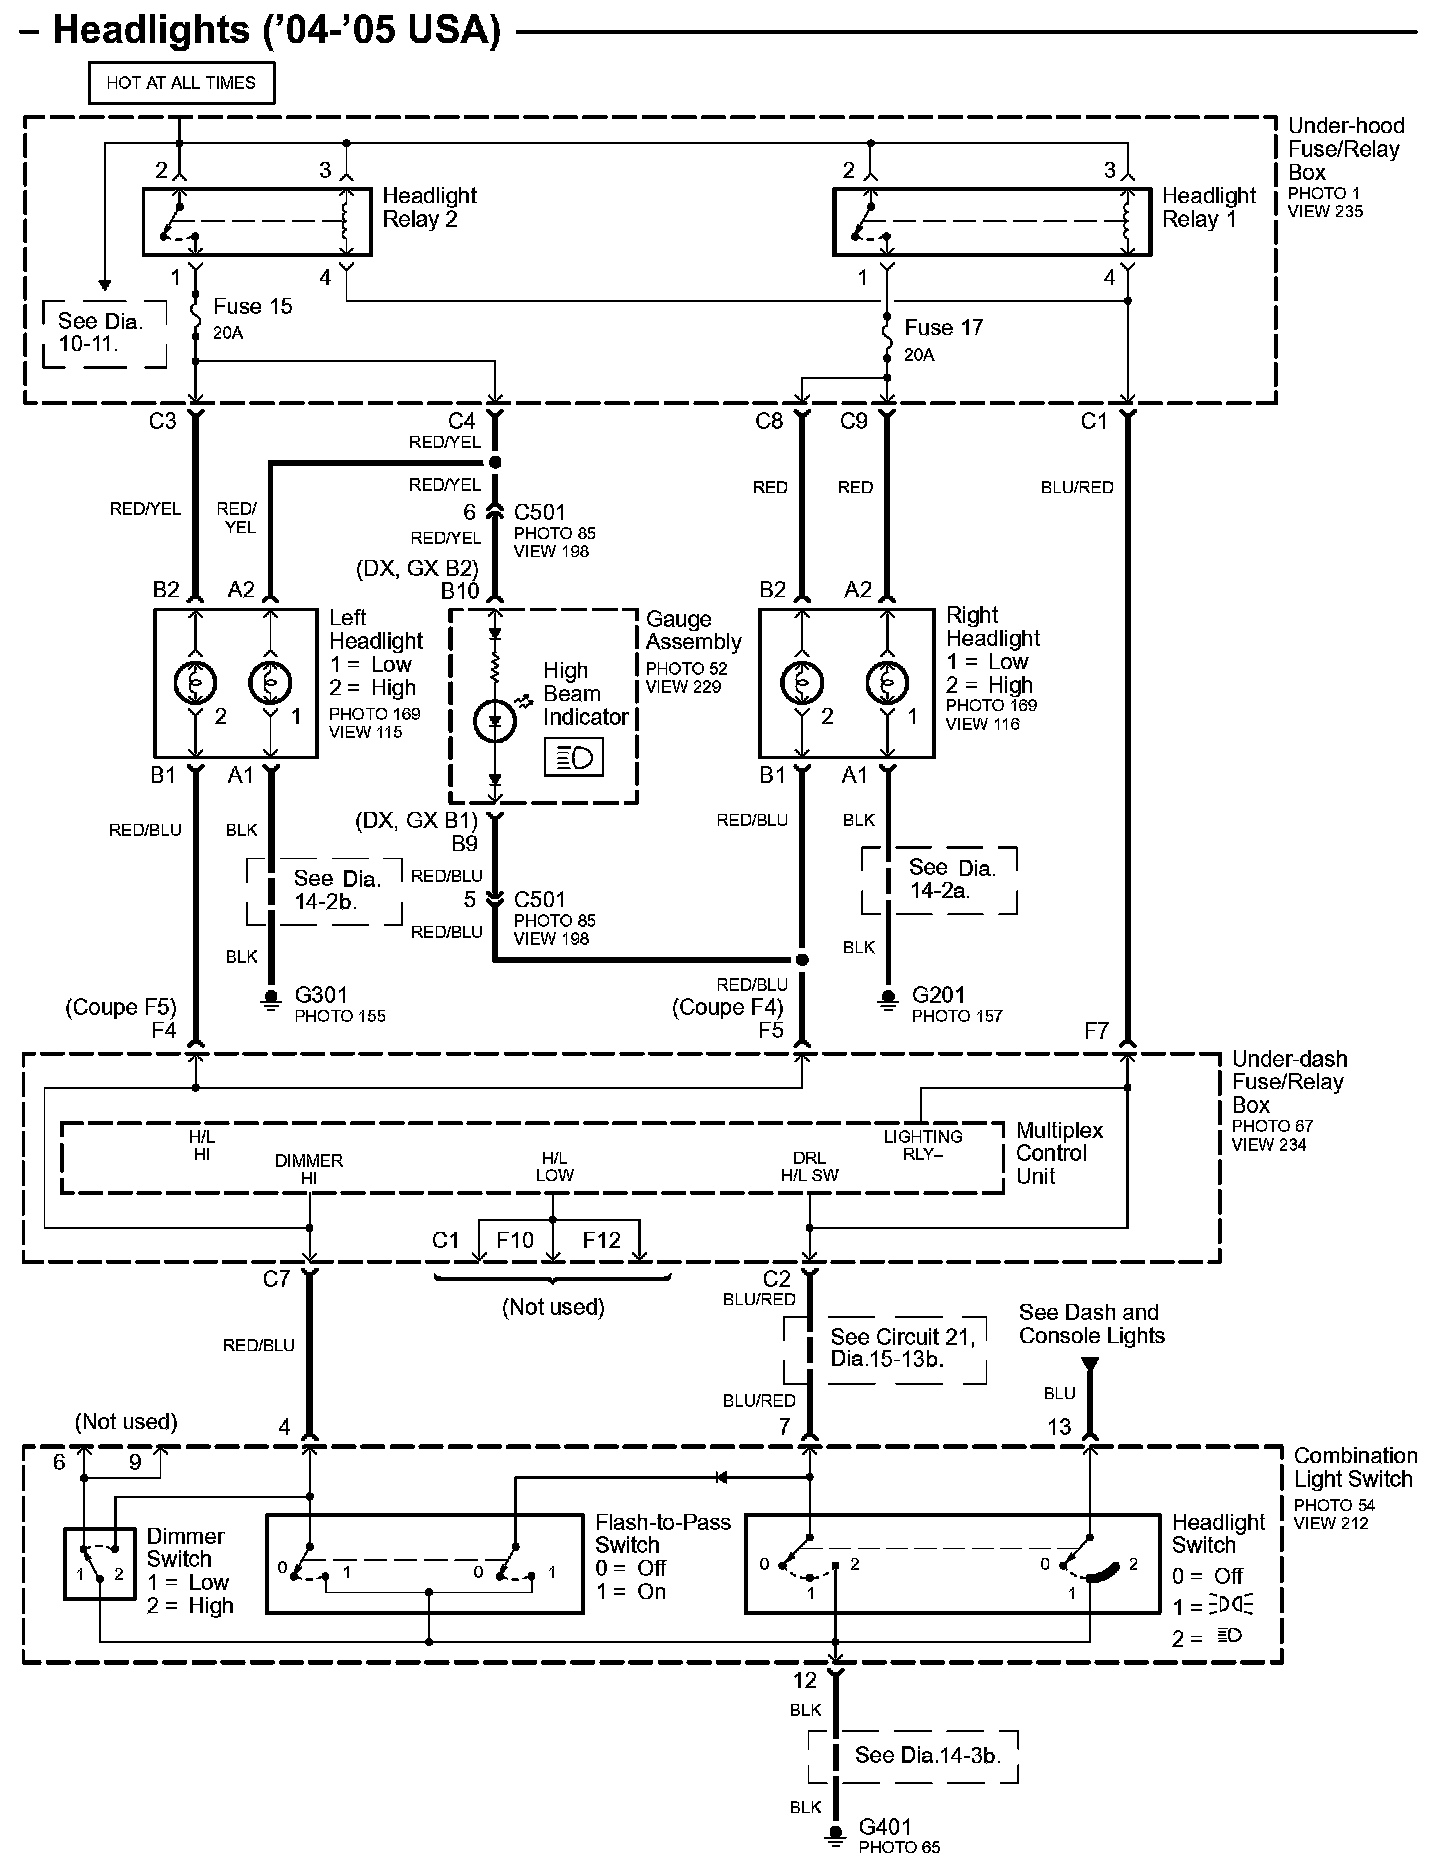 – Headlights ('04-'05 USA)
HOT AT ALL TIMES
Under-hood
Fuse/Relay
Box
PHOTO 1
VIEW 235
2
3
Headlight
Relay 2
2
3
Headlight
Relay 1
1
4
1
4
See Dia.
10-11.
Fuse 15
20A
Fuse 17
20A
C3
C4
C8
C9
C1
RED/YEL
RED/YEL
RED/YEL
RED/
YEL
RED
RED
BLU/RED
6
C501
PHOTO 85
VIEW 198
RED/YEL
(DX, GX B2)
B2
A2
B10
B2
A2
Left
Headlight
1 = Low
2 = High
PHOTO 169
VIEW 115
2
1
High
Beam
Indicator
Gauge
Assembly
PHOTO 52
VIEW 229
Right
Headlight
1 = Low
2 = High
PHOTO 169
VIEW 116
2
1
B1
A1
B1
A1
RED/BLU
BLK
(DX, GX B1)
B9
RED/BLU
BLK
See Dia.
14-2b.
RED/BLU
5
C501
PHOTO 85
VIEW 198
RED/BLU
See Dia.
14-2a.
BLK
BLK
RED/BLU
G301
PHOTO 155
G201
PHOTO 157
(Coupe F5)
F4
(Coupe F4)
F5
F7
Under-dash
Fuse/Relay
Box
PHOTO 67
VIEW 234
H/L
HI
DIMMER
HI
H/L
LOW
DRL
H/L SW
LIGHTING
RLY–
Multiplex
Control
Unit
C1
F10
F12
C7
(Not used)
C2
BLU/RED
RED/BLU
See Circuit 21,
Dia.15-13b.
BLU/RED
See Dash and
Console Lights
BLU
(Not used)
4
7
13
6
9
Combination
Light Switch
PHOTO 54
VIEW 212
Dimmer
Switch
1 = Low
2 = High
1
2
0
1
0
1
Flash-to-Pass
Switch
0 = Off
1 = On
0
1
2
0
1
2
Headlight
Switch
0 = Off
1 =
2 =
12
BLK
See Dia.14-3b.
BLK
G401
PHOTO 65